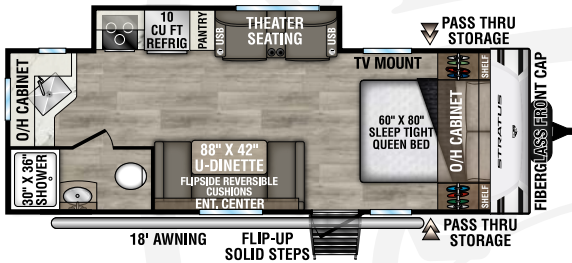 10
CU FT
REFRIG
PANTRY
USB
THEATER
SEATING
USB
PASS THRU
STORAGE
TV MOUNT
SHELF
O/H CABINET
60" X 80"
SLEEP TIGHT
QUEEN BED
O/H CABINET
STRATUS
FIBERGLASS FRONT CAP
88" X 42"
U-DINETTE
FLIPSIDE REVERSIBLE
CUSHIONS
ENT. CENTER
30" X 36"
SHOWER
SHELF
PASS THRU
STORAGE
18' AWNING
FLIP-UP
SOLID STEPS